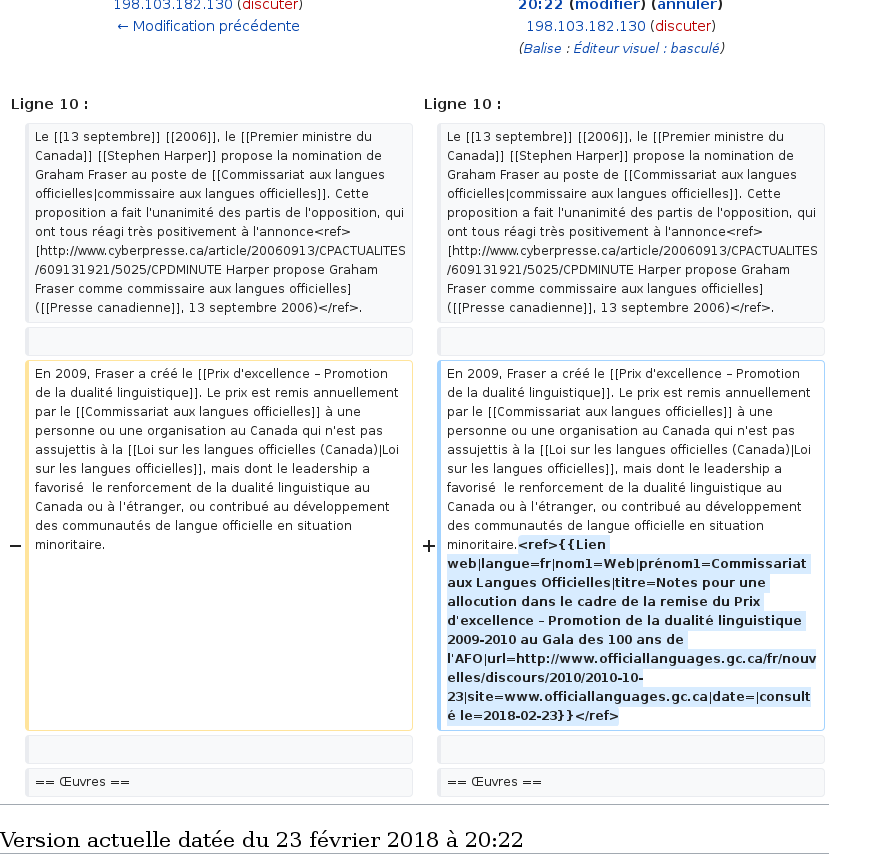 198.103.182.130 (discuter)
← Modification précédente
20:22 (modifier) (annuler)
198.103.182.130 (discuter)
(Balise : Éditeur visuel : basculé)
Ligne 10 :
Ligne 10 :
Le [[13 septembre]] [[2006]], le [[Premier ministre du
Canada]] [[Stephen Harper]] propose la nomination de
Graham Fraser au poste de [[Commissariat aux langues
officielles|commissaire aux langues officielles]]. Cette
proposition a fait l'unanimité des partis de l'opposition, qui
ont tous réagi très positivement à l'annonce<ref>
[http://www.cyberpresse.ca/article/20060913/CPACTUALITES
/609131921/5025/CPDMINUTE Harper propose Graham
Fraser comme commissaire aux langues officielles]
([[Presse canadienne]], 13 septembre 2006)</ref>.
Le [[13 septembre]] [[2006]], le [[Premier ministre du
Canada]] [[Stephen Harper]] propose la nomination de
Graham Fraser au poste de [[Commissariat aux langues
officielles|commissaire aux langues officielles]]. Cette
proposition a fait l'unanimité des partis de l'opposition, qui
ont tous réagi très positivement à l'annonce<ref>
[http://www.cyberpresse.ca/article/20060913/CPACTUALITES
/609131921/5025/CPDMINUTE Harper propose Graham
Fraser comme commissaire aux langues officielles]
([[Presse canadienne]], 13 septembre 2006)</ref>.
−
En 2009, Fraser a créé le [[Prix d'excellence – Promotion
de la dualité linguistique]]. Le prix est remis annuellement
par le [[Commissariat aux langues officielles]] à une
personne ou une organisation au Canada qui n'est pas
assujettis à la [[Loi sur les langues officielles (Canada)|Loi
sur les langues officielles]], mais dont le leadership a
favorisé  le renforcement de la dualité linguistique au
Canada ou à l'étranger, ou contribué au développement
des communautés de langue officielle en situation
minoritaire.
+
En 2009, Fraser a créé le [[Prix d'excellence – Promotion
de la dualité linguistique]]. Le prix est remis annuellement
par le [[Commissariat aux langues officielles]] à une
personne ou une organisation au Canada qui n'est pas
assujettis à la [[Loi sur les langues officielles (Canada)|Loi
sur les langues officielles]], mais dont le leadership a
favorisé  le renforcement de la dualité linguistique au
Canada ou à l'étranger, ou contribué au développement
des communautés de langue officielle en situation
minoritaire.<ref>{{Lien
web|langue=fr|nom1=Web|prénom1=Commissariat
aux Langues Officielles|titre=Notes pour une
allocution dans le cadre de la remise du Prix
d'excellence – Promotion de la dualité linguistique
2009-2010 au Gala des 100 ans de
l'AFO|url=http://www.officiallanguages.gc.ca/fr/nouv
elles/discours/2010/2010-10-
23|site=www.officiallanguages.gc.ca|date=|consult
é le=2018-02-23}}</ref>
== Œuvres ==
== Œuvres ==
Version actuelle datée du 23 février 2018 à 20:22